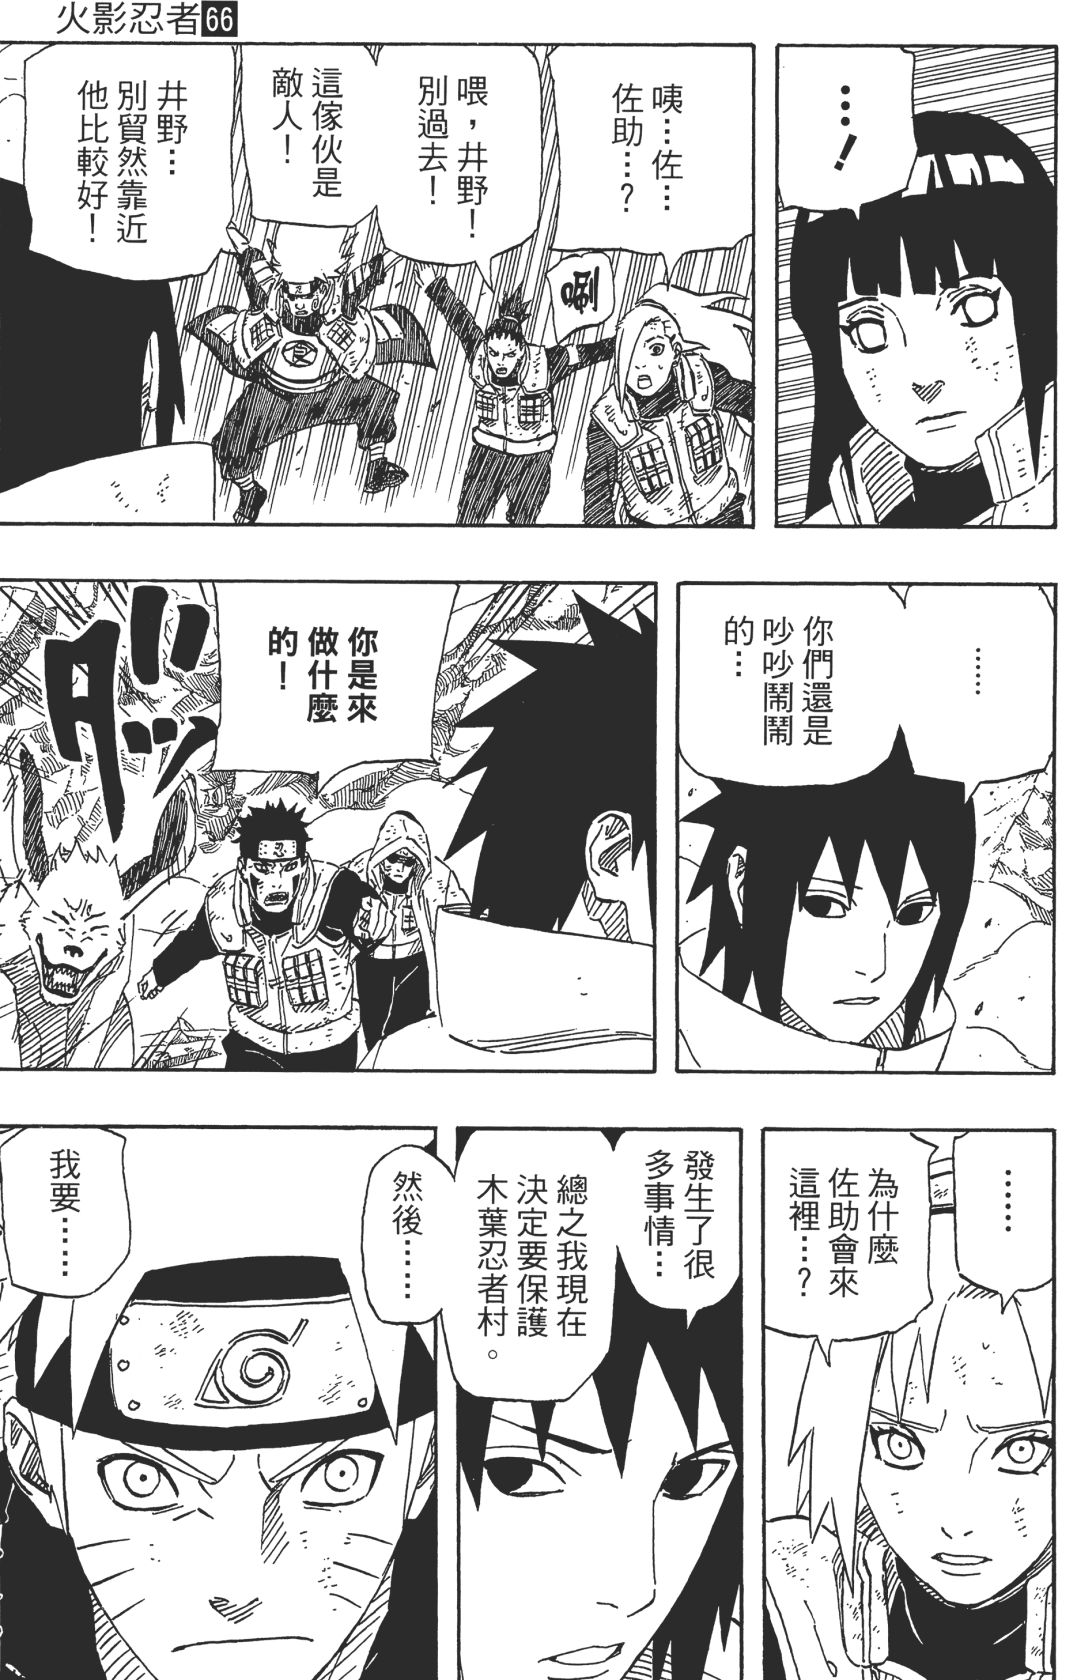 火影忍者66
…！
咦…佐…
佐助…？
唰
喂，井野！
別過去！
這傢伙是
敵人！
井野…
別貿然靠近
他比較好！
……
你們還是
吵吵鬧鬧
的…
你是來
做什麼
的！
ダッ
……
為什麼
佐助會來
這裡…？
發生了很
多事情…
總之我現在
決定要保護
木葉忍者村。
然後……
我要……